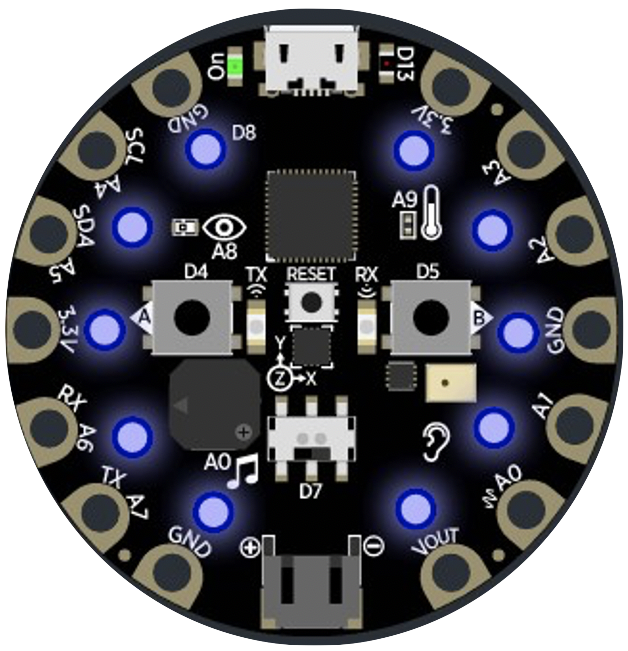 On
D13
GND
3.3V
D8
SCL
A4
A3
SDA
A5
A8
A9
A2
D4
TX
RESET
RX
D5
3.3V
A
B
GND
Y
Z
X
RX
A6
A1
A0
D7
TX
A7
A0
GND
VOUT